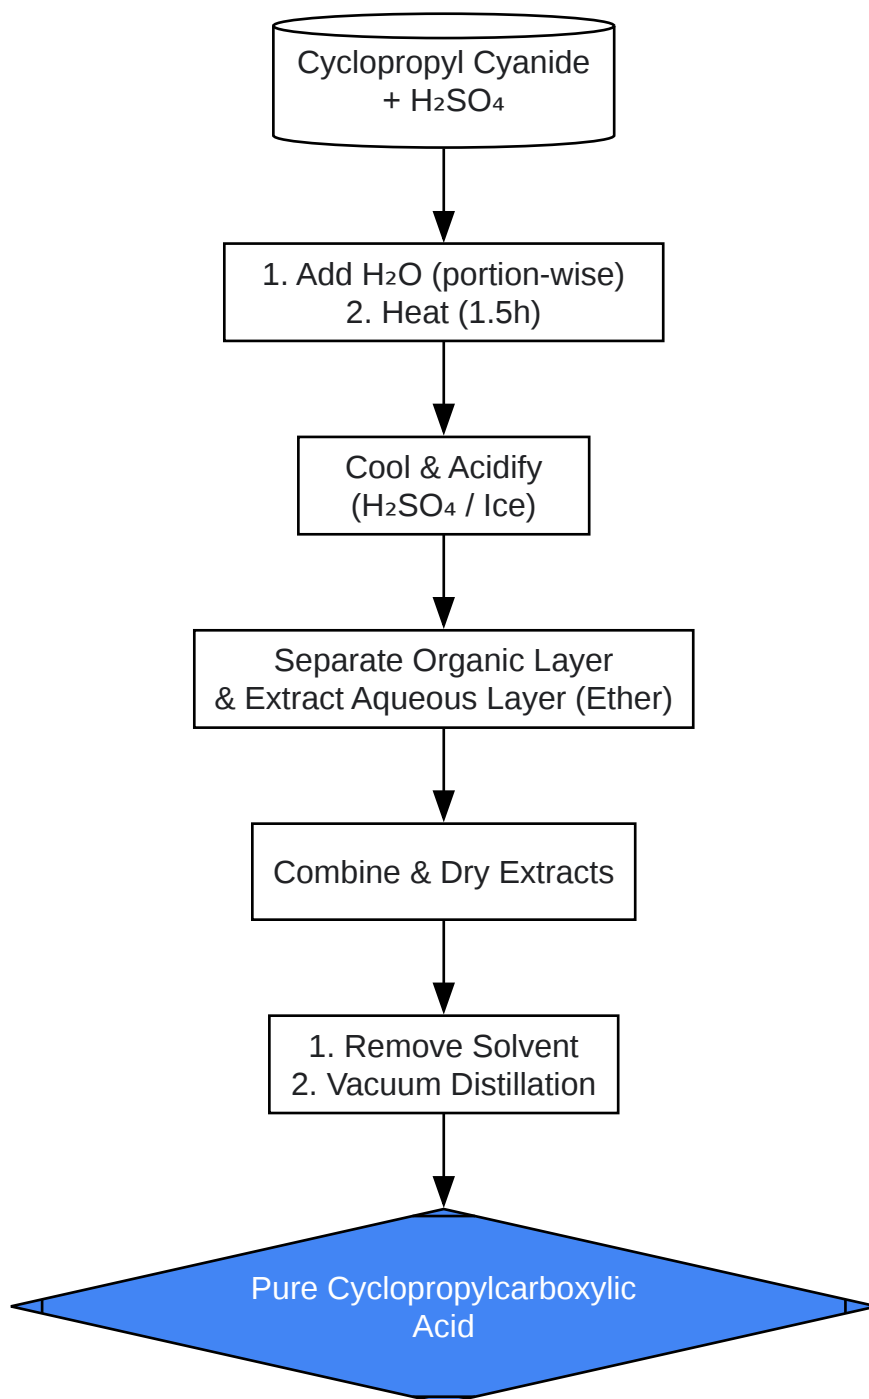 Cyclopropyl Cyanide
+ H₂SO₄
1. Add H₂O (portion-wise)
2. Heat (1.5h)
Cool & Acidify
(H₂SO₄ / Ice)
Separate Organic Layer
& Extract Aqueous Layer (Ether)
Combine & Dry Extracts
1. Remove Solvent
2. Vacuum Distillation
Pure Cyclopropylcarboxylic
Acid